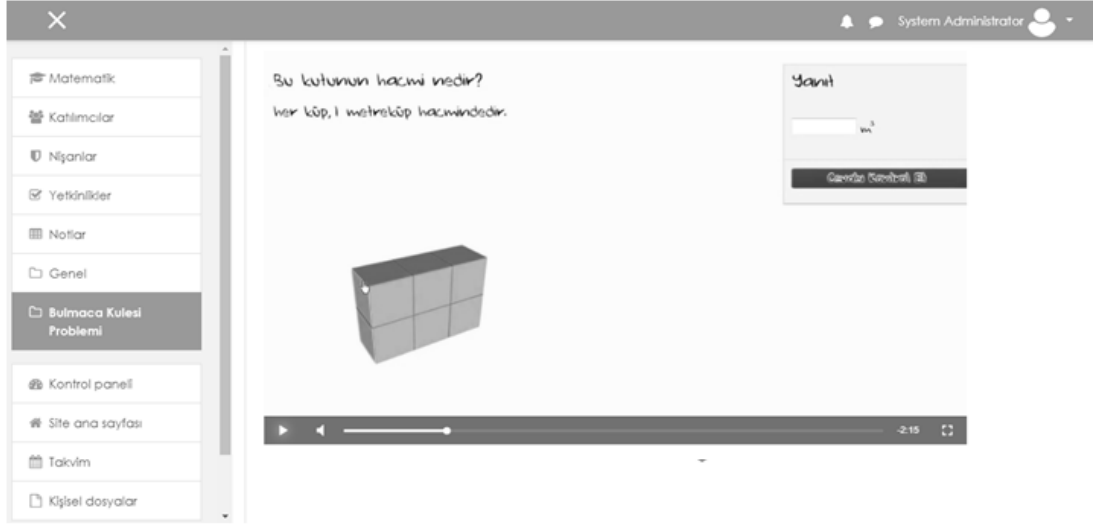 System Administrator
Matematik
Katılımcılar
Nişanlar
Yetkinlikler
Notlar
Genel
Bulmaca Kulesi
Problemi
Kontrol paneli
Site ana sayfası
Takvim
Kişisel dosyalar
Bu kutunun hacmi nedir?
her küp, 1 metreküp hacmindedir.
Yanıt
m³
-2:15